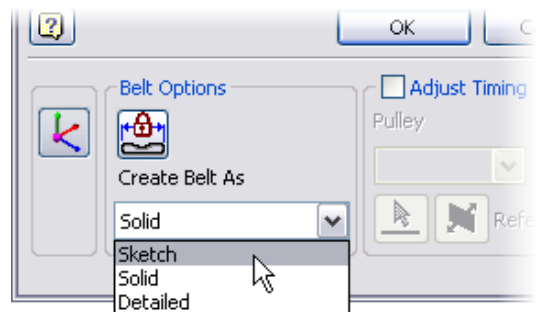 OK
Belt Options
Adjust Timing
Pulley
Create Belt As
Solid
Sketch
Solid
Detailed